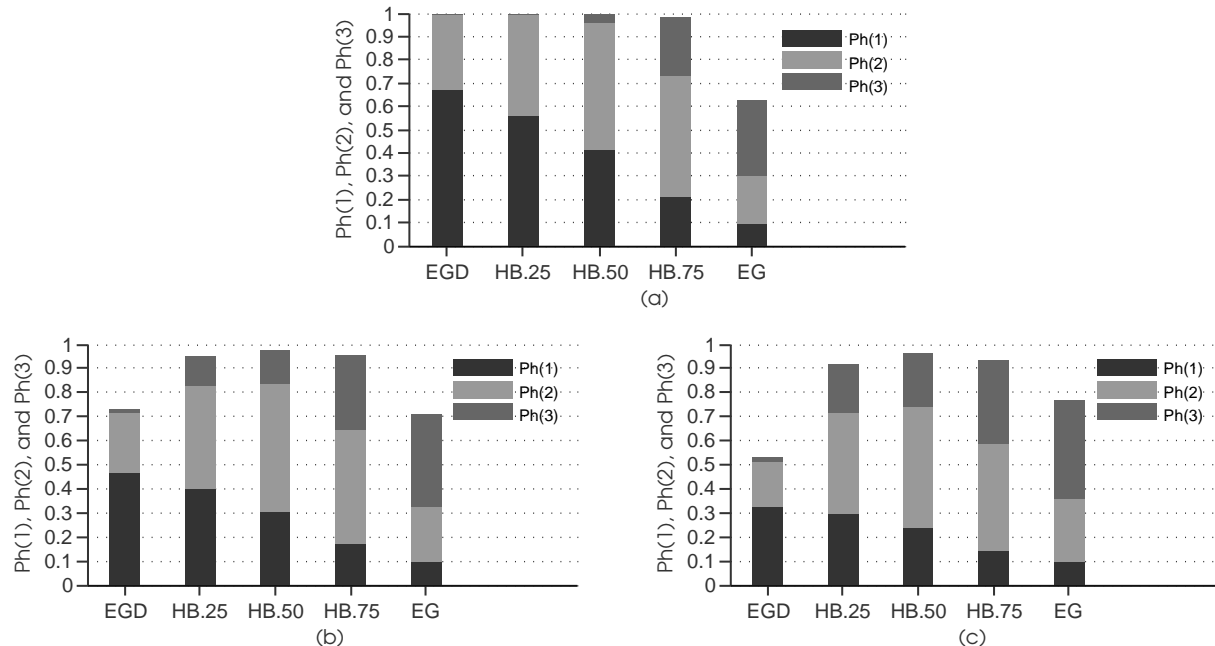 1
0.9
0.8
0.7
0.6
0.5
0.4
0.3
0.2
0.1
0
Ph(1), Ph(2), and Ph(3)
Ph(1)
Ph(2)
Ph(3)
EGD HB.25 HB.50 HB.75 EG
(a)
1
0.9
0.8
0.7
0.6
0.5
0.4
0.3
0.2
0.1
0
Ph(1), Ph(2), and Ph(3)
Ph(1)
Ph(2)
Ph(3)
EGD HB.25 HB.50 HB.75 EG
(b)
1
0.9
0.8
0.7
0.6
0.5
0.4
0.3
0.2
0.1
0
Ph(1), Ph(2), and Ph(3)
Ph(1)
Ph(2)
Ph(3)
EGD HB.25 HB.50 HB.75 EG
(c)